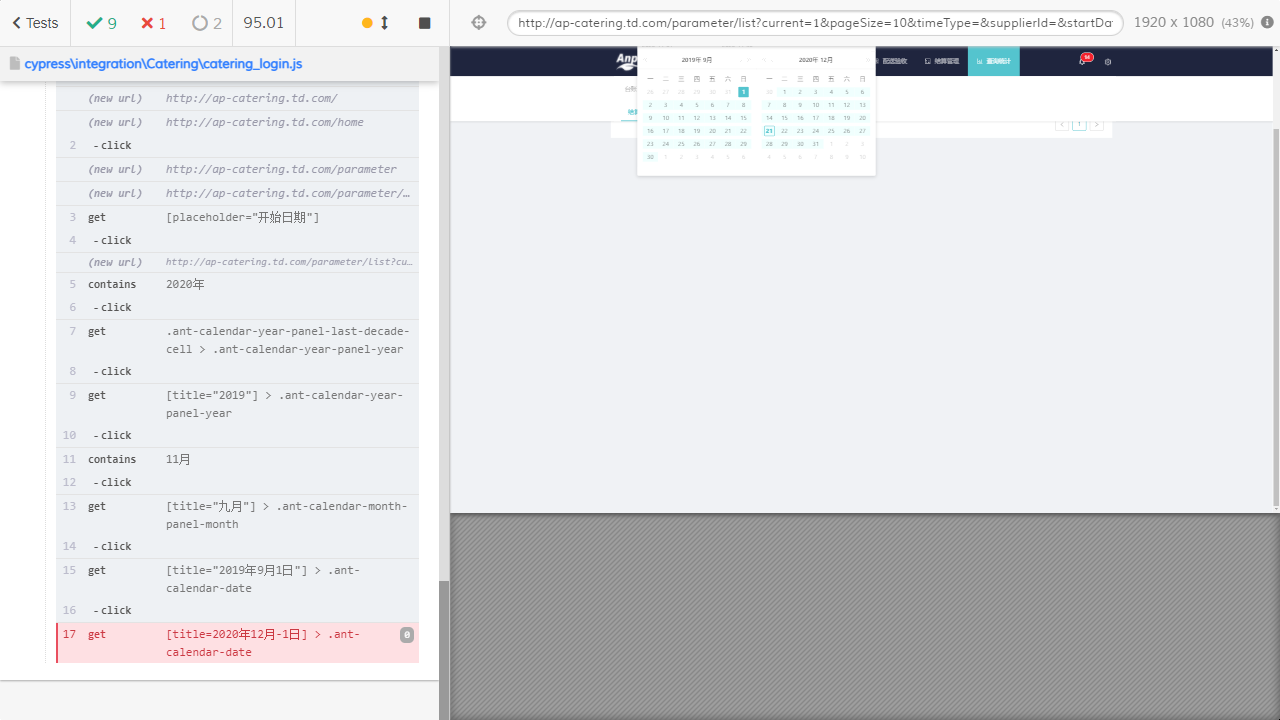 Tests
9
1
2
95.01
http://ap-catering.td.com/parameter/list?current=1&pageSize=10&timeType=&supplierId=&startDa
1920 x 1080 (43%)
cypress\integration\Catering\catering_login.js
(new url) http://ap-catering.td.com/
(new url) http://ap-catering.td.com/home
2 - click
(new url) http://ap-catering.td.com/parameter
(new url) http://ap-catering.td.com/parameter/…
3 get [placeholder="开始日期"]
4 - click
(new url) http://ap-catering.td.com/parameter/list?cu…
5 contains 2020年
6 - click
7 get .ant-calendar-year-panel-last-decade-
cell > .ant-calendar-year-panel-year
8 - click
9 get [title="2019"] > .ant-calendar-year-
panel-year
10 - click
11 contains 11月
12 - click
13 get [title="九月"] > .ant-calendar-month-
panel-month
14 - click
15 get [title="2019年9月1日"] > .ant-
calendar-date
16 - click
17 get [title=2020年12月-1日] > .ant- 0
calendar-date
Anp
配送验收
结算管理
查询统计
2019年 9月
一 二 三 四 五 六 日
26 27 28 29 30 31 1
2 3 4 5 6 7 8
9 10 11 12 13 14 15
16 17 18 19 20 21 22
23 24 25 26 27 28 29
30 1 2 3 4 5 6
2020年 12月
一 二 三 四 五 六 日
30 1 2 3 4 5 6
7 8 9 10 11 12 13
14 15 16 17 18 19 20
21 22 23 24 25 26 27
28 29 30 31 1 2 3
4 5 6 7 8 9 10
< 1 >